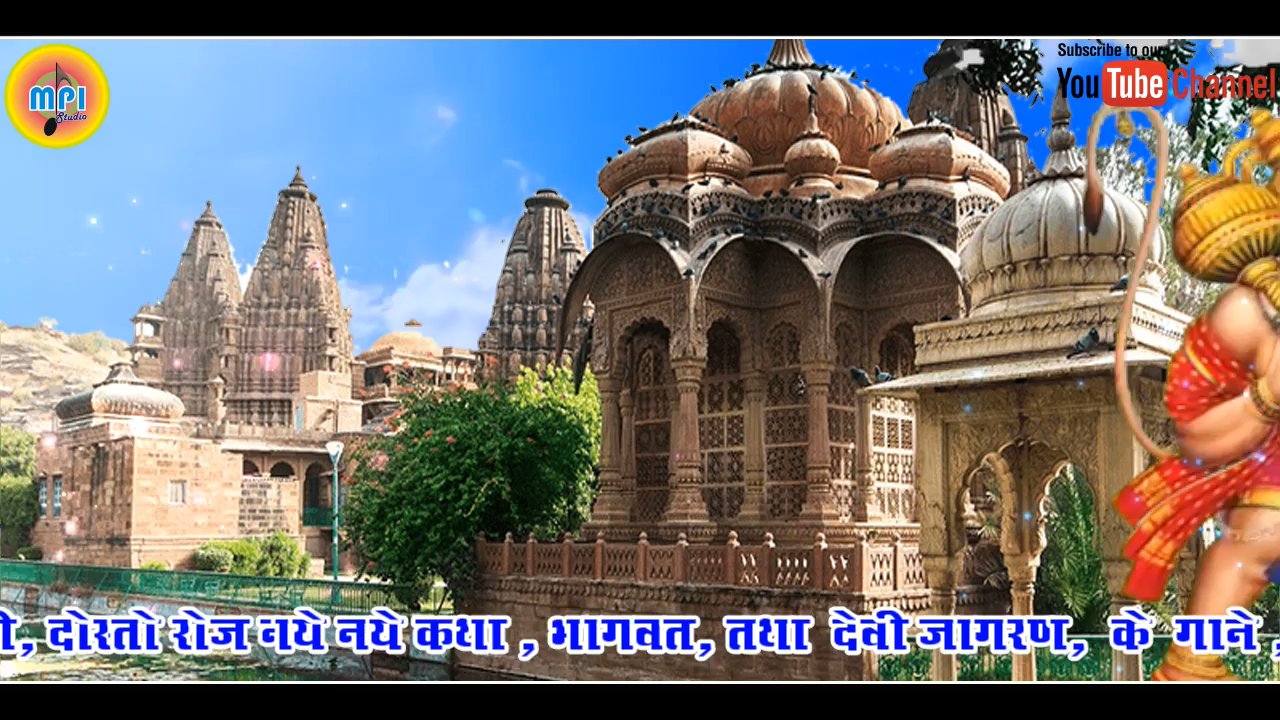 mPI
Studio
Subscribe to our
YouTube Channel
, दोस्तो रोज नये नये कथा , भागवत, तथा देवी जागरण, के गाने ,